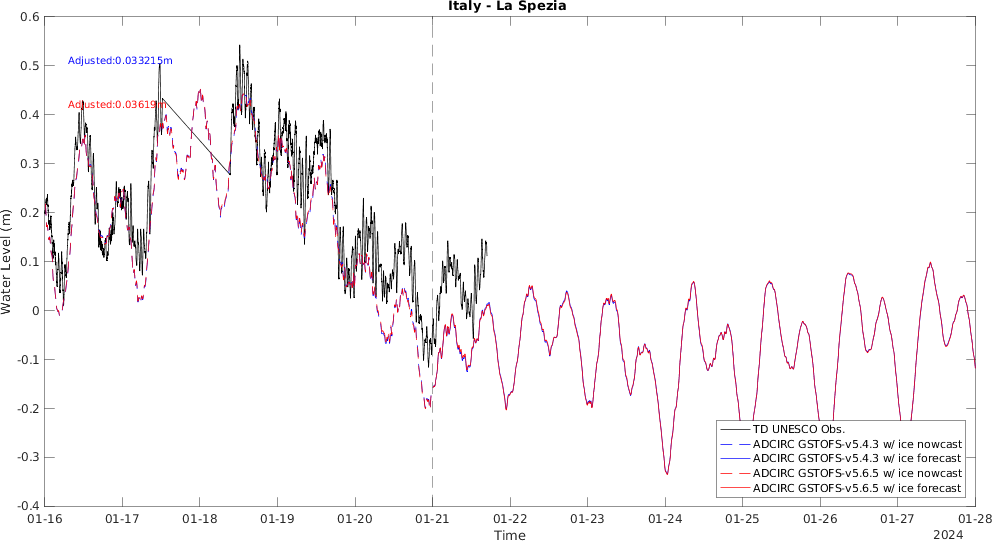 Italy - La Spezia
Adjusted:0.033215m
Adjusted:0.03619m
Water Level (m)
0.6
0.5
0.4
0.3
0.2
0.1
0
-0.1
-0.2
-0.3
-0.4
TD UNESCO Obs.
ADCIRC GSTOFS-v5.4.3 w/ ice nowcast
ADCIRC GSTOFS-v5.4.3 w/ ice forecast
ADCIRC GSTOFS-v5.6.5 w/ ice nowcast
ADCIRC GSTOFS-v5.6.5 w/ ice forecast
01-16 01-17 01-18 01-19 01-20 01-21 01-22 01-23 01-24 01-25 01-26 01-27 01-28
Time
2024